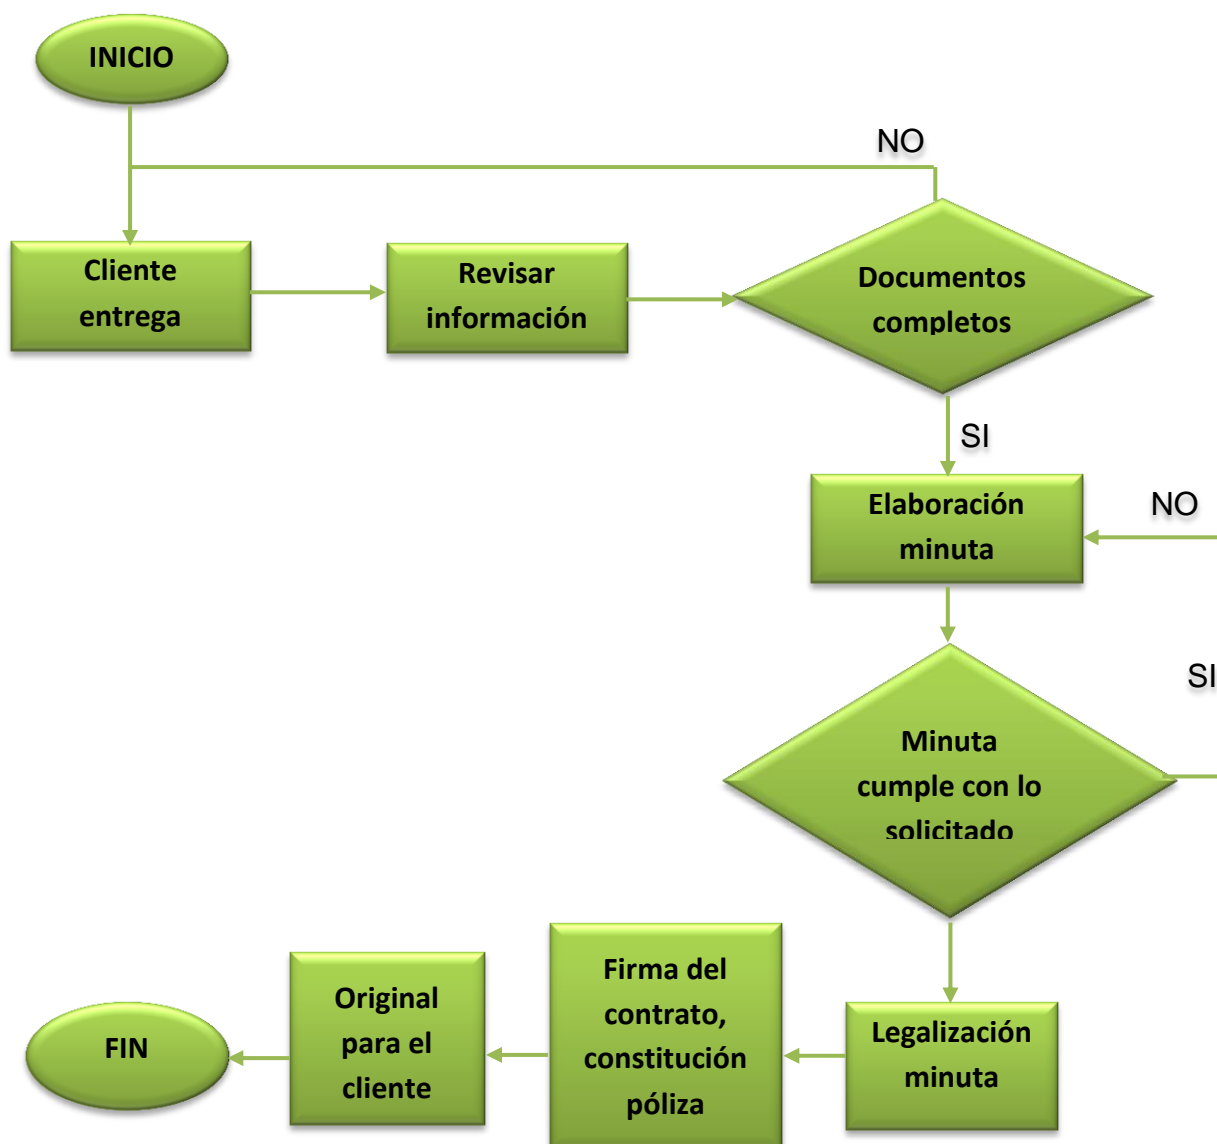 INICIO
NO
Cliente
entrega
Revisar
información
Documentos
completos
SI
Elaboración
minuta
NO
SI
Minuta
cumple con lo
solicitado
Firma del
contrato,
constitución
póliza
Original
para el
cliente
Legalización
minuta
FIN